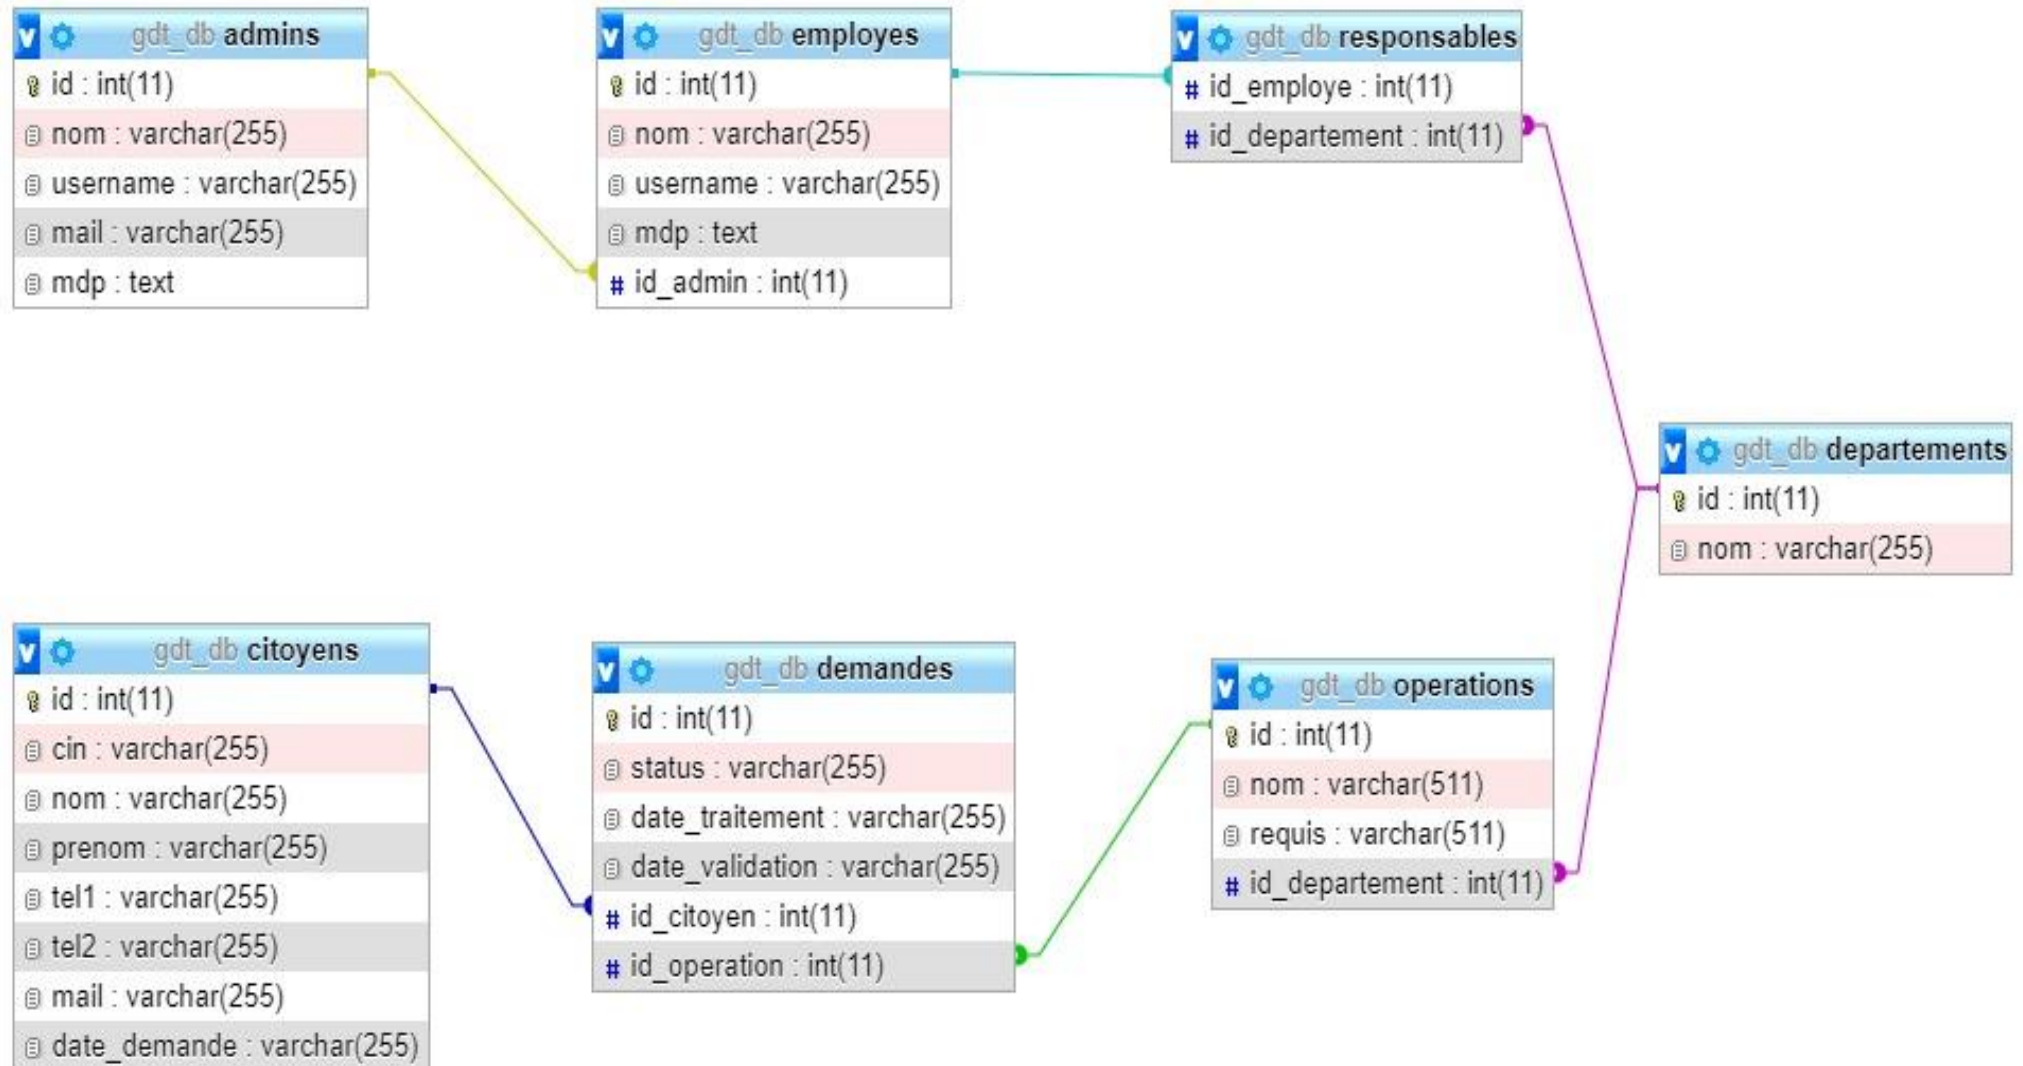 gdt_db admins
id : int(11)
nom : varchar(255)
username : varchar(255)
mail : varchar(255)
mdp : text
gdt_db employes
id : int(11)
nom : varchar(255)
username : varchar(255)
mdp : text
# id_admin : int(11)
gdt_db responsables
# id_employe : int(11)
# id_departement : int(11)
gdt_db departements
id : int(11)
nom : varchar(255)
gdt_db citoyens
id : int(11)
cin : varchar(255)
nom : varchar(255)
prenom : varchar(255)
tel1 : varchar(255)
tel2 : varchar(255)
mail : varchar(255)
date_demande : varchar(255)
gdt_db demandes
id : int(11)
status : varchar(255)
date_traitement : varchar(255)
date_validation : varchar(255)
# id_citoyen : int(11)
# id_operation : int(11)
gdt_db operations
id : int(11)
nom : varchar(511)
requis : varchar(511)
# id_departement : int(11)